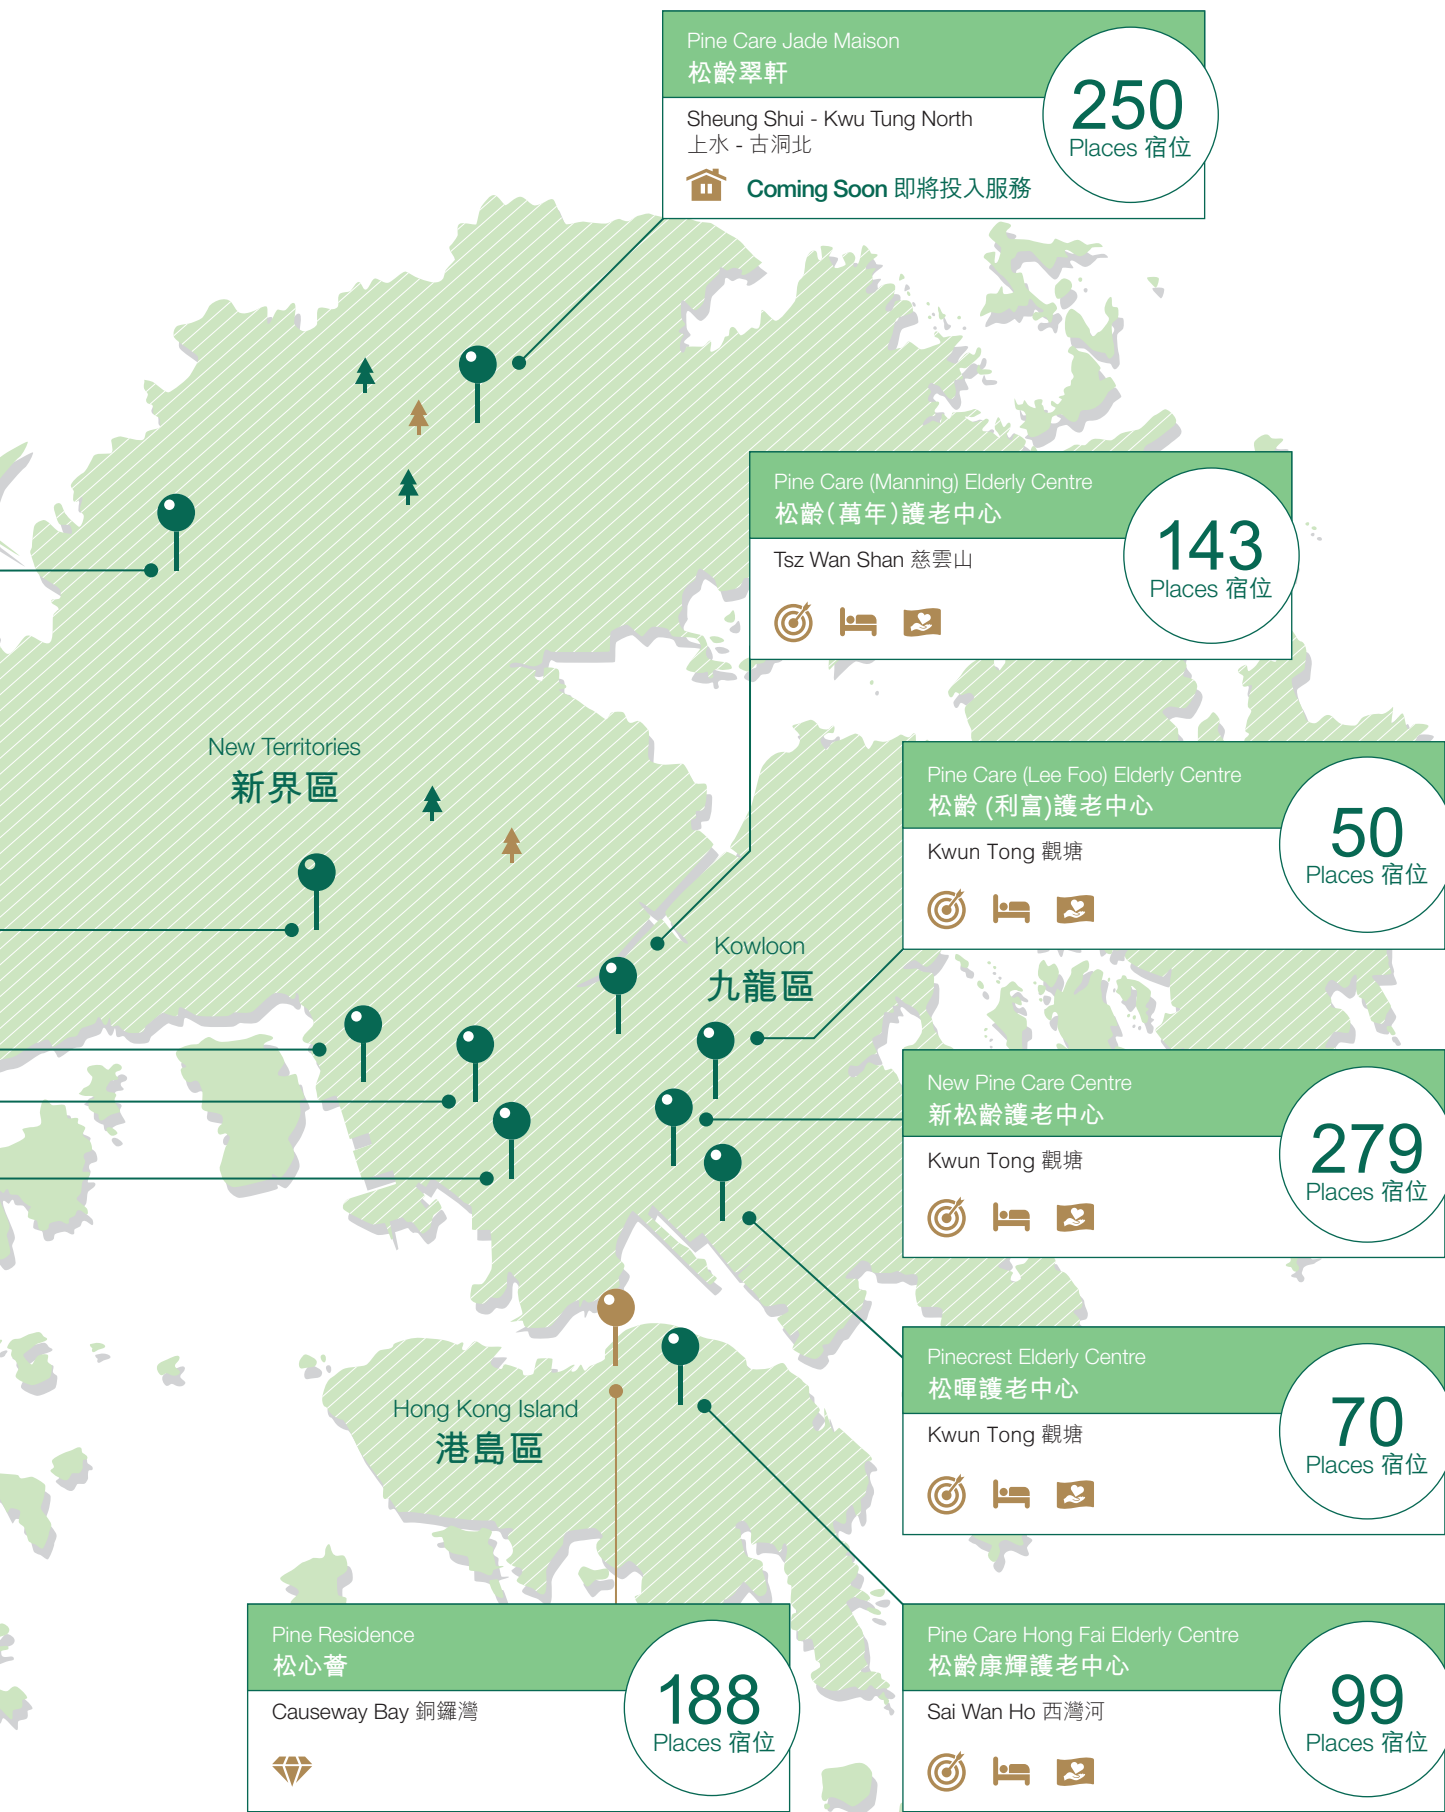 Pine Care Jade Maison
松齡翠軒
250
Places 宿位
Sheung Shui - Kwu Tung North
上水 - 古洞北
Coming Soon 即將投入服務
Pine Care (Manning) Elderly Centre
松齡(萬年)護老中心
143
Places 宿位
Tsz Wan Shan 慈雲山
New Territories
新界區
Pine Care (Lee Foo) Elderly Centre
松齡 (利富)護老中心
50
Places 宿位
Kwun Tong 觀塘
Kowloon
九龍區
New Pine Care Centre
新松齡護老中心
279
Places 宿位
Kwun Tong 觀塘
Pinecrest Elderly Centre
松暉護老中心
70
Places 宿位
Kwun Tong 觀塘
Hong Kong Island
港島區
Pine Residence
松心薈
188
Places 宿位
Causeway Bay 銅鑼灣
Pine Care Hong Fai Elderly Centre
松齡康輝護老中心
99
Places 宿位
Sai Wan Ho 西灣河